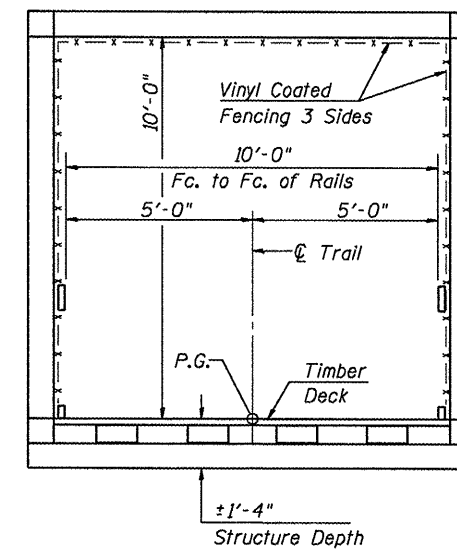 10'-0"
Vinyl Coated
Fencing 3 Sides
10'-0"
Fc. to Fc. of Rails
5'-0"
5'-0"
℄ Trail
P.G.
Timber
Deck
±1'-4"
Structure Depth